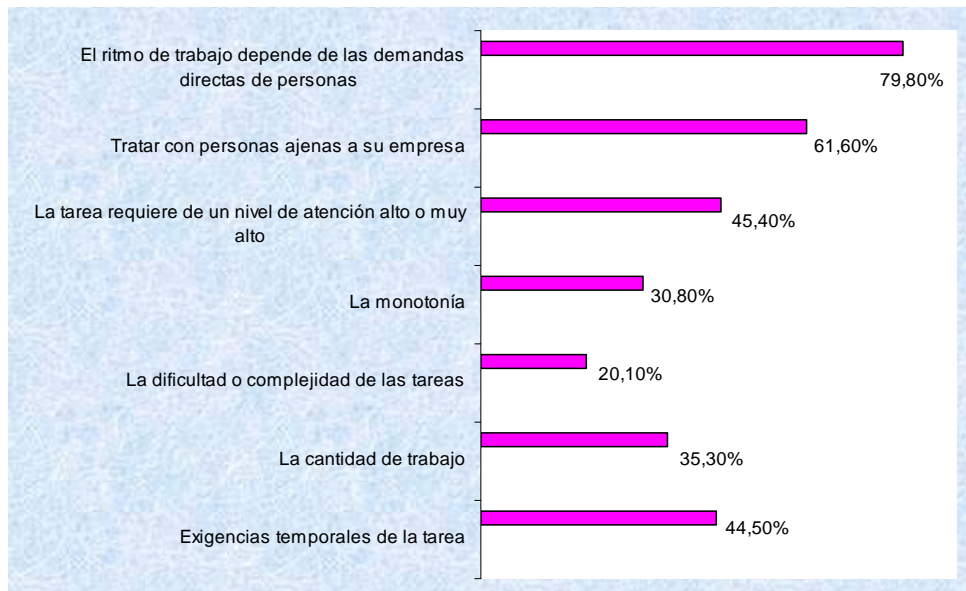 El ritmo de trabajo depende de las demandas
directas de personas
79,80%
Tratar con personas ajenas a su empresa
61,60%
La tarea requiere de un nivel de atención alto o muy
alto
45,40%
La monotonía
30,80%
La dificultad o complejidad de las tareas
20,10%
La cantidad de trabajo
35,30%
Exigencias temporales de la tarea
44,50%